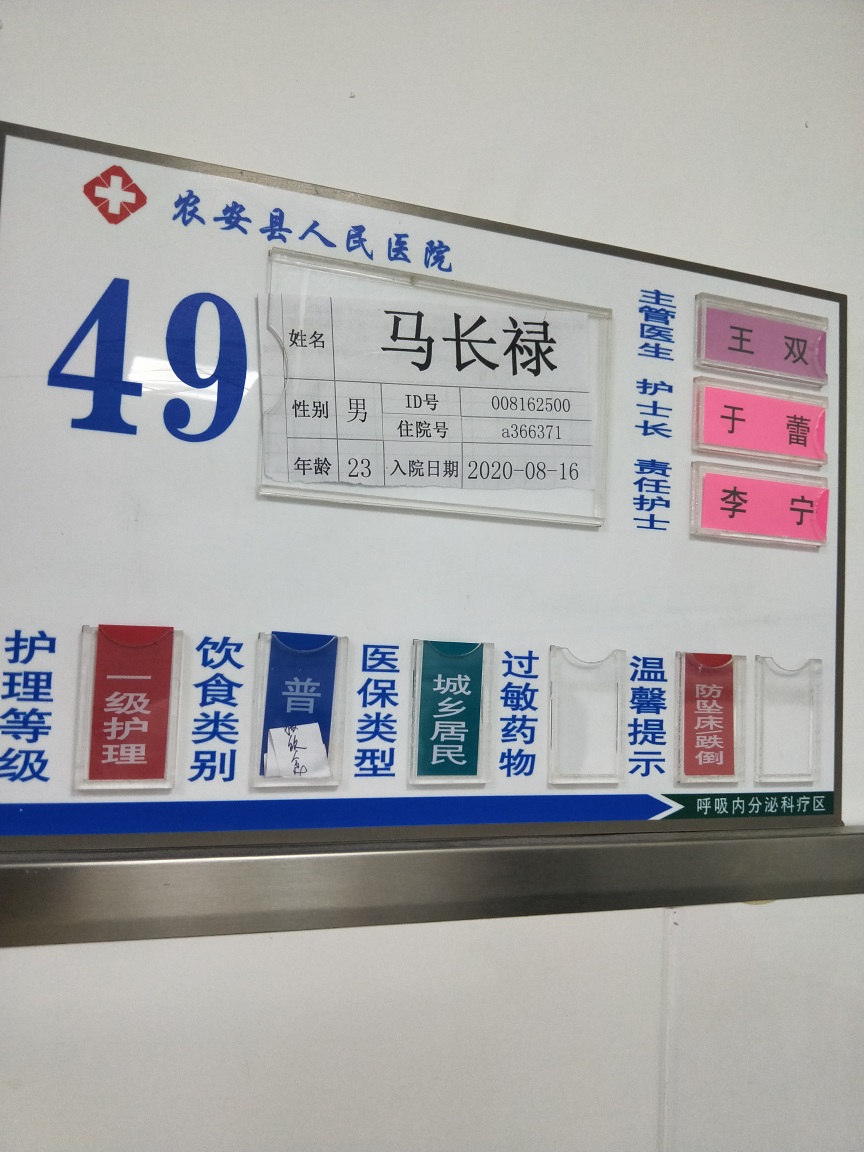 农安县人民医院
49
姓名 马长禄
性别 男 ID号 008162500
住院号 a366371
年龄 23 入院日期 2020-08-16
主管医生 王双
护士长 于蕾
责任护士 李宁
护理等级 一级护理
饮食类别 普
医保类型 城乡居民
过敏药物
温馨提示 防坠床/跌倒
呼吸内分泌科疗区